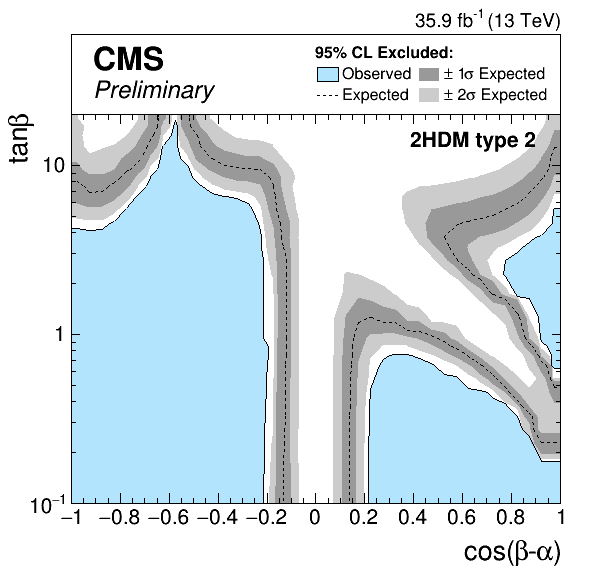 35.9 fb⁻¹ (13 TeV)
CMS
Preliminary
95% CL Excluded:
Observed
± 1σ Expected
Expected
± 2σ Expected
2HDM type 2
tanβ
10
1
10⁻¹
−1 −0.8 −0.6 −0.4 −0.2 0 0.2 0.4 0.6 0.8 1
cos(β-α)